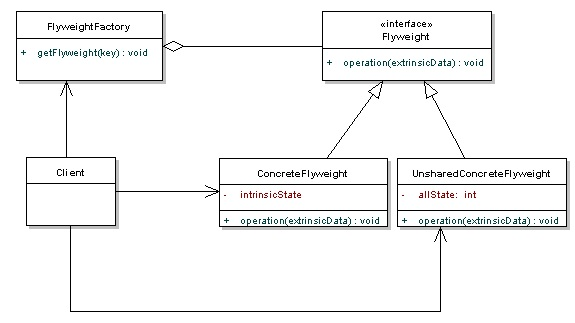 FlyweightFactory
+ getFlyweight(key) : void
«interface»
Flyweight
+ operation(extrinsicData) : void
Client
ConcreteFlyweight
- intrinsicState
+ operation(extrinsicData) : void
UnsharedConcreteFlyweight
- allState: int
+ operation(extrinsicData) : void